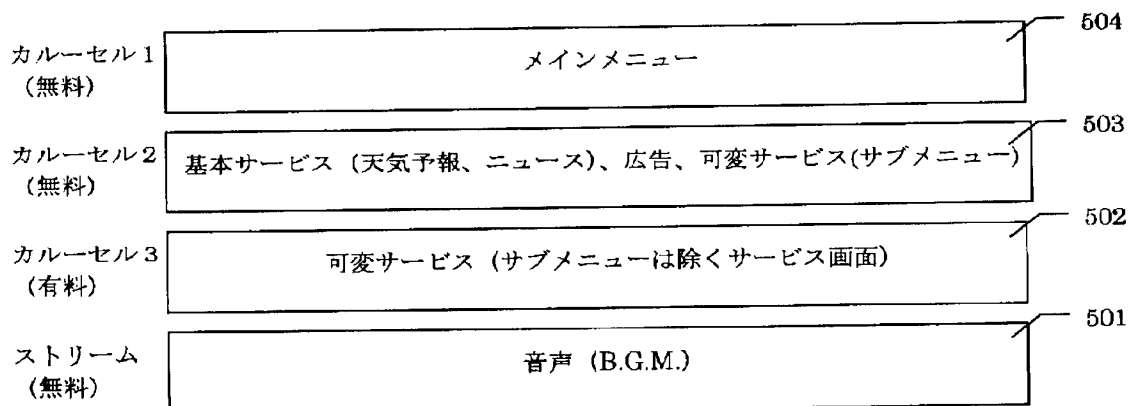 504
カルーセル1
(無料)
メインメニュー
503
カルーセル2
(無料)
基本サービス (天気予報、ニュース)、広告、可変サービス(サブメニュー)
502
カルーセル3
(有料)
可変サービス (サブメニューは除くサービス画面)
501
ストリーム
(無料)
音声 (B.G.M.)